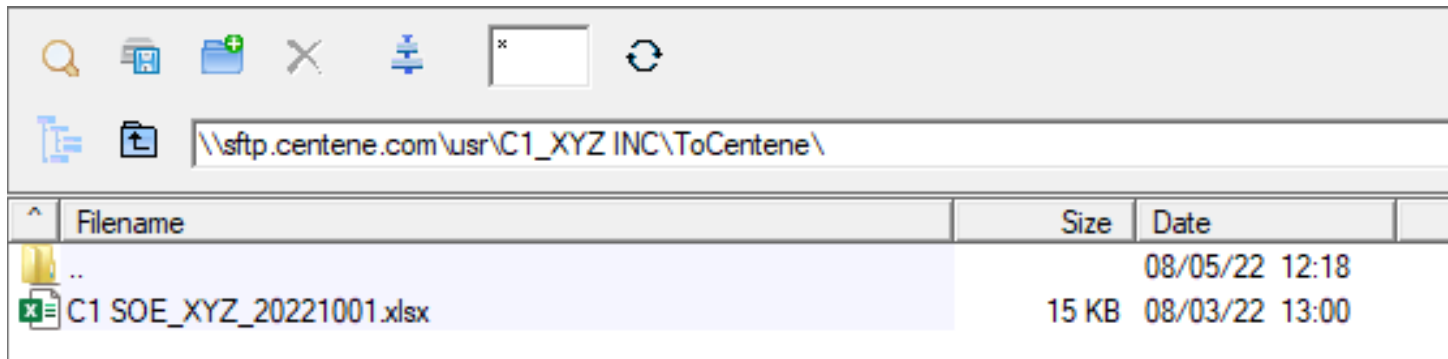 *
\\sftp.centene.com\usr\C1_XYZ INC\ToCentene\
^ Filename Size Date
.. 08/05/22 12:18
C1 SOE_XYZ_20221001.xlsx 15 KB 08/03/22 13:00